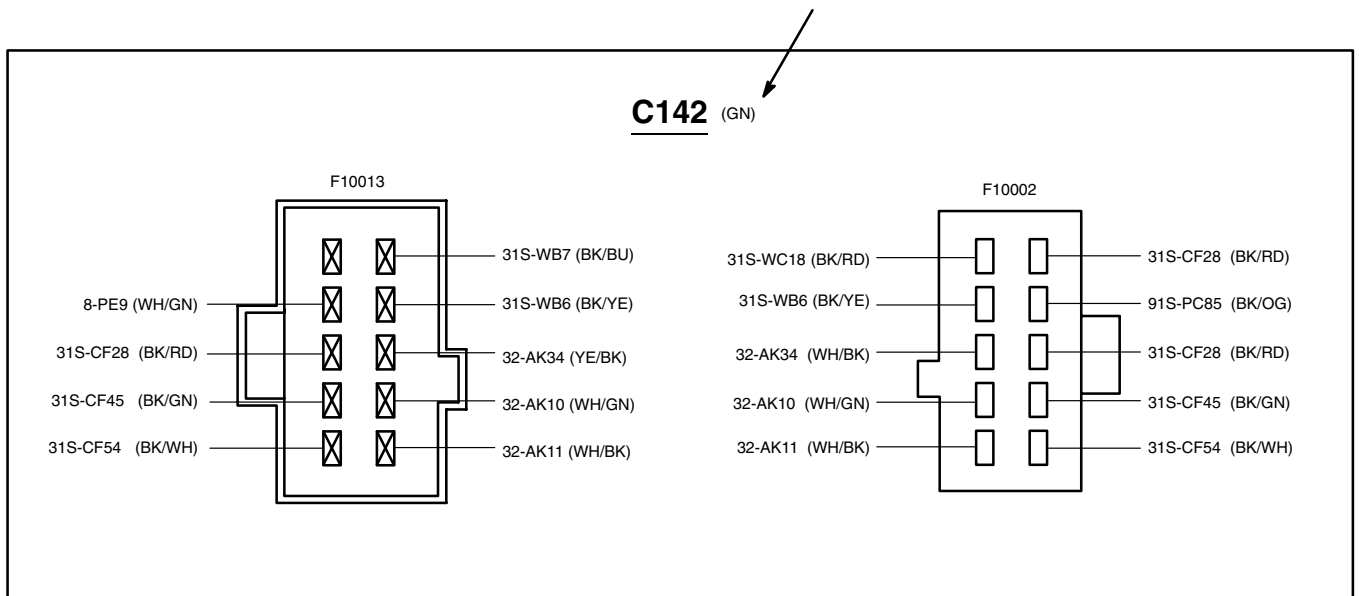 C142 (GN)
F10013
31S-WB7 (BK/BU)
8-PE9 (WH/GN)
31S-WB6 (BK/YE)
31S-CF28 (BK/RD)
32-AK34 (YE/BK)
31S-CF45 (BK/GN)
32-AK10 (WH/GN)
31S-CF54 (BK/WH)
32-AK11 (WH/BK)
F10002
31S-WC18 (BK/RD)
31S-CF28 (BK/RD)
31S-WB6 (BK/YE)
91S-PC85 (BK/OG)
32-AK34 (WH/BK)
31S-CF28 (BK/RD)
32-AK10 (WH/GN)
31S-CF45 (BK/GN)
32-AK11 (WH/BK)
31S-CF54 (BK/WH)